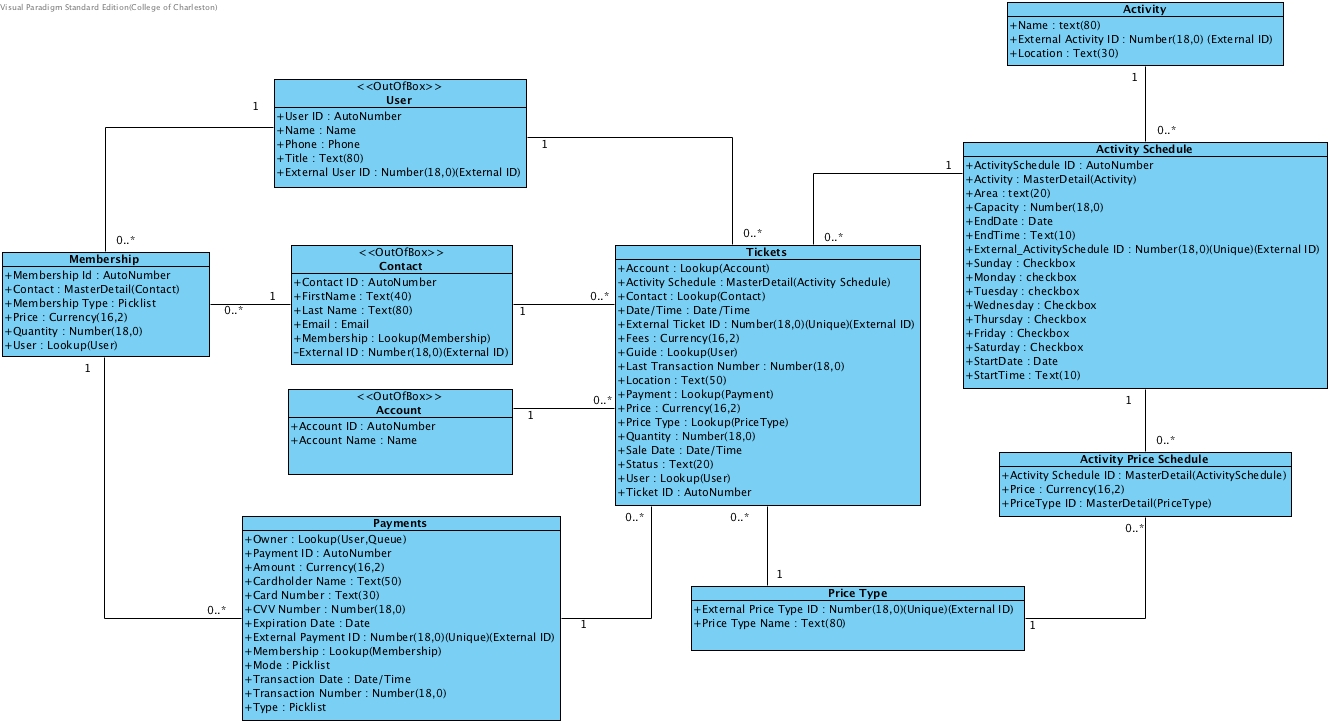 Visual Paradigm Standard Edition(College of Charleston)
Activity
+Name : text(80)
+External Activity ID : Number(18,0) (External ID)
+Location : Text(30)
1
0..*
<<OutOfBox>>
User
+User ID : AutoNumber
+Name : Name
+Phone : Phone
+Title : Text(80)
+External User ID : Number(18,0)(External ID)
1
1
0..*
0..*
Activity Schedule
+ActivitySchedule ID : AutoNumber
+Activity : MasterDetail(Activity)
+Area : text(20)
+Capacity : Number(18,0)
+EndDate : Date
+EndTime : Text(10)
+External_ActivitySchedule ID : Number(18,0)(Unique)(External ID)
+Sunday : Checkbox
+Monday : checkbox
+Tuesday : checkbox
+Wednesday : Checkbox
+Thursday : Checkbox
+Friday : Checkbox
+Saturday : Checkbox
+StartDate : Date
+StartTime : Text(10)
1
0..*
1
0..*
Membership
+Membership Id : AutoNumber
+Contact : MasterDetail(Contact)
+Membership Type : Picklist
+Price : Currency(16,2)
+Quantity : Number(18,0)
+User : Lookup(User)
0..*
1
1
0..*
<<OutOfBox>>
Contact
+Contact ID : AutoNumber
+FirstName : Text(40)
+Last Name : Text(80)
+Email : Email
+Membership : Lookup(Membership)
-External ID : Number(18,0)(External ID)
1
0..*
<<OutOfBox>>
Account
+Account ID : AutoNumber
+Account Name : Name
1
0..*
Tickets
+Account : Lookup(Account)
+Activity Schedule : MasterDetail(Activity Schedule)
+Contact : Lookup(Contact)
+Date/Time : Date/Time
+External Ticket ID : Number(18,0)(Unique)(External ID)
+Fees : Currency(16,2)
+Guide : Lookup(User)
+Last Transaction Number : Number(18,0)
+Location : Text(50)
+Payment : Lookup(Payment)
+Price : Currency(16,2)
+Price Type : Lookup(PriceType)
+Quantity : Number(18,0)
+Sale Date : Date/Time
+Status : Text(20)
+User : Lookup(User)
+Ticket ID : AutoNumber
0..*
0..*
1
1
Activity Price Schedule
+Activity Schedule ID : MasterDetail(ActivitySchedule)
+Price : Currency(16,2)
+PriceType ID : MasterDetail(PriceType)
0..*
1
Payments
+Owner : Lookup(User,Queue)
+Payment ID : AutoNumber
+Amount : Currency(16,2)
+Cardholder Name : Text(50)
+Card Number : Text(30)
+CVV Number : Number(18,0)
+Expiration Date : Date
+External Payment ID : Number(18,0)(Unique)(External ID)
+Membership : Lookup(Membership)
+Mode : Picklist
+Transaction Date : Date/Time
+Transaction Number : Number(18,0)
+Type : Picklist
Price Type
+External Price Type ID : Number(18,0)(Unique)(External ID)
+Price Type Name : Text(80)